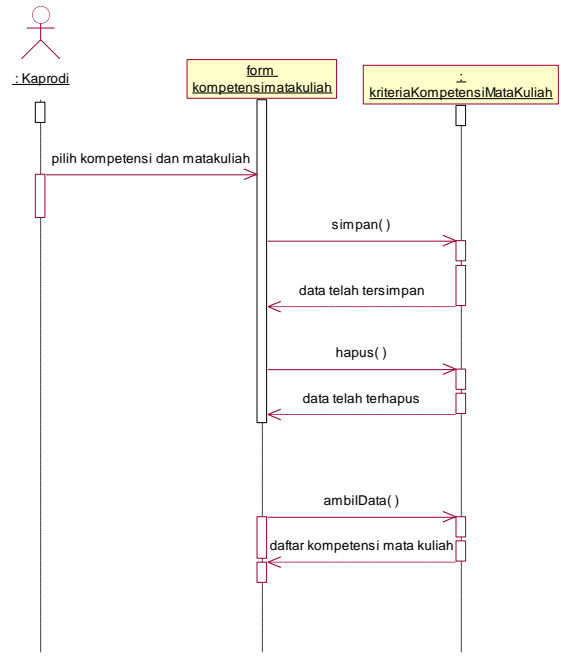 : Kaprodi
form
kompetensimatakuliah
:
kriteriaKompetensiMataKuliah
pilih kompetensi dan matakuliah
simpan( )
data telah tersimpan
hapus( )
data telah terhapus
ambilData( )
daftar kompetensi mata kuliah